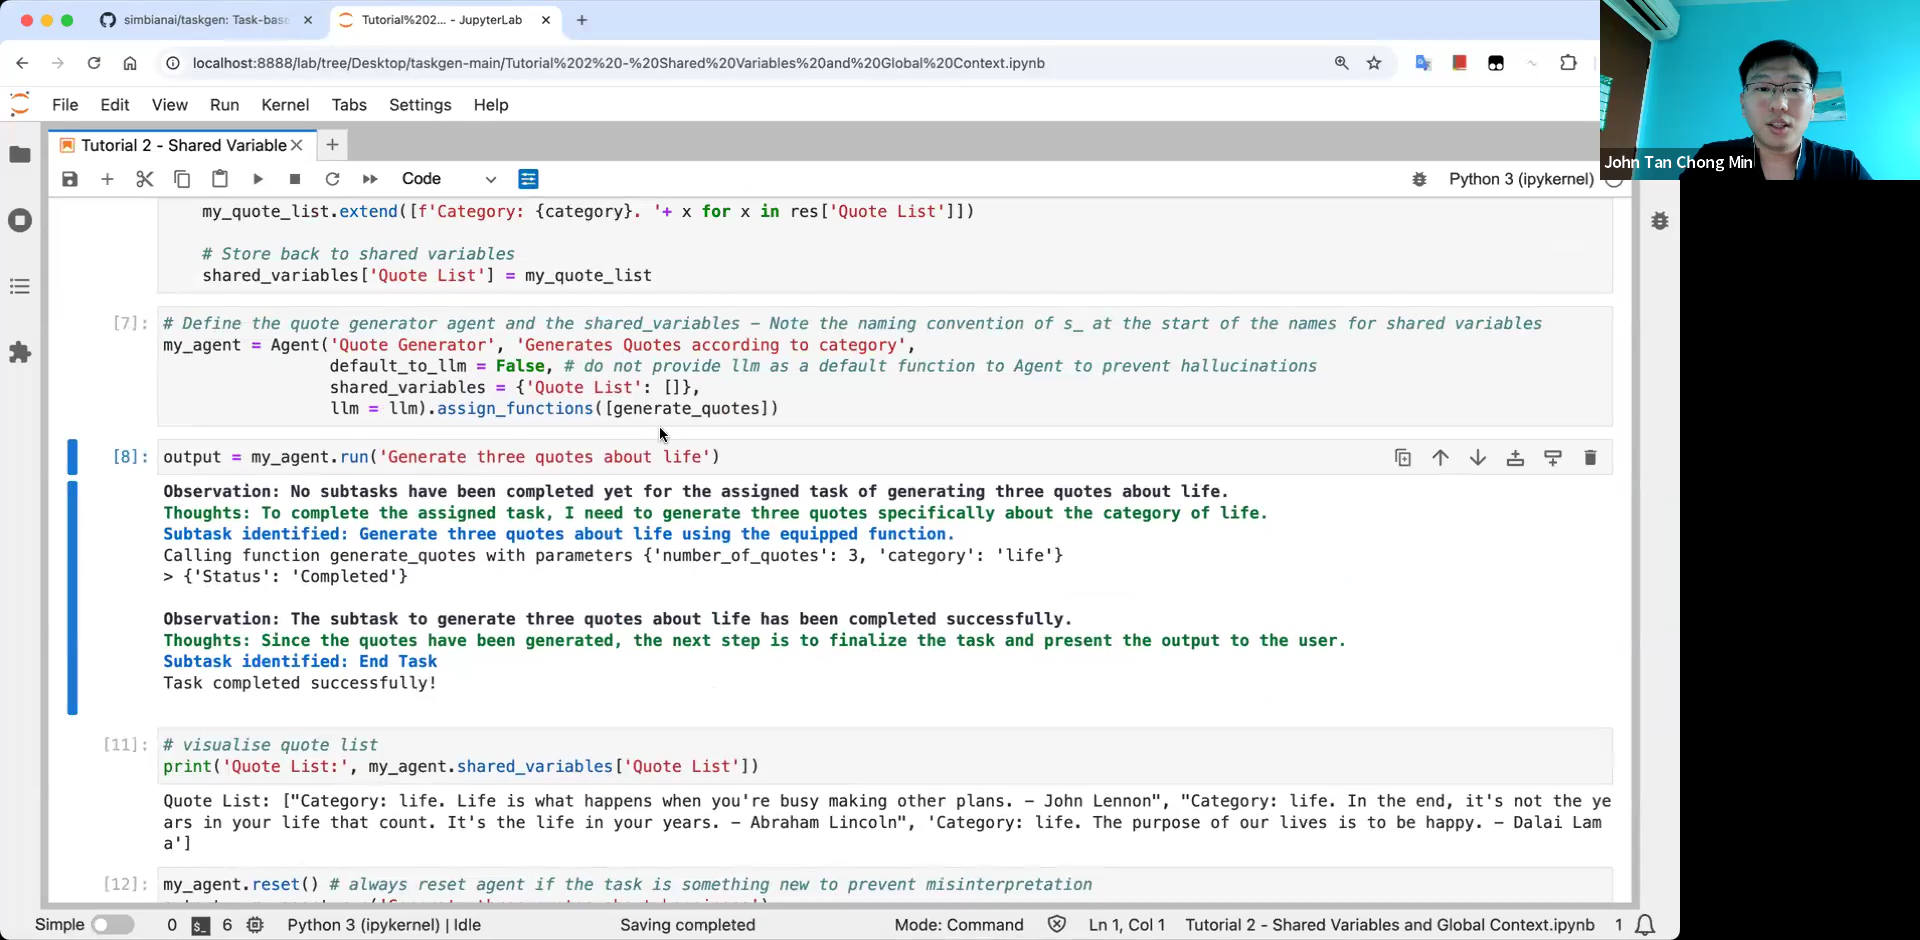 simbianai/taskgen: Task-base
Tutorial%202... - JupyterLab
localhost:8888/lab/tree/Desktop/taskgen-main/Tutorial%202%20-%20Shared%20Variables%20and%20Global%20Context.ipynb
File Edit View Run Kernel Tabs Settings Help
John Tan Chong Min
Tutorial 2 - Shared Variable
Code
Python 3 (ipykernel)
my_quote_list.extend([f'Category: {category}. '+ x for x in res['Quote List']])
# Store back to shared variables
shared_variables['Quote List'] = my_quote_list
[7]: # Define the quote generator agent and the shared_variables – Note the naming convention of s_ at the start of the names for shared variables
my_agent = Agent('Quote Generator', 'Generates Quotes according to category',
default_to_llm = False, # do not provide llm as a default function to Agent to prevent hallucinations
shared_variables = {'Quote List': []},
llm = llm).assign_functions([generate_quotes])
[8]: output = my_agent.run('Generate three quotes about life')
Observation: No subtasks have been completed yet for the assigned task of generating three quotes about life.
Thoughts: To complete the assigned task, I need to generate three quotes specifically about the category of life.
Subtask identified: Generate three quotes about life using the equipped function.
Calling function generate_quotes with parameters {'number_of_quotes': 3, 'category': 'life'}
> {'Status': 'Completed'}
Observation: The subtask to generate three quotes about life has been completed successfully.
Thoughts: Since the quotes have been generated, the next step is to finalize the task and present the output to the user.
Subtask identified: End Task
Task completed successfully!
[11]: # visualise quote list
print('Quote List:', my_agent.shared_variables['Quote List'])
Quote List: ["Category: life. Life is what happens when you're busy making other plans. – John Lennon", "Category: life. In the end, it's not the ye
ars in your life that count. It's the life in your years. – Abraham Lincoln", 'Category: life. The purpose of our lives is to be happy. – Dalai Lam
a']
[12]: my_agent.reset() # always reset agent if the task is something new to prevent misinterpretation
Simple 0 6 Python 3 (ipykernel) | Idle Saving completed Mode: Command Ln 1, Col 1 Tutorial 2 - Shared Variables and Global Context.ipynb 1